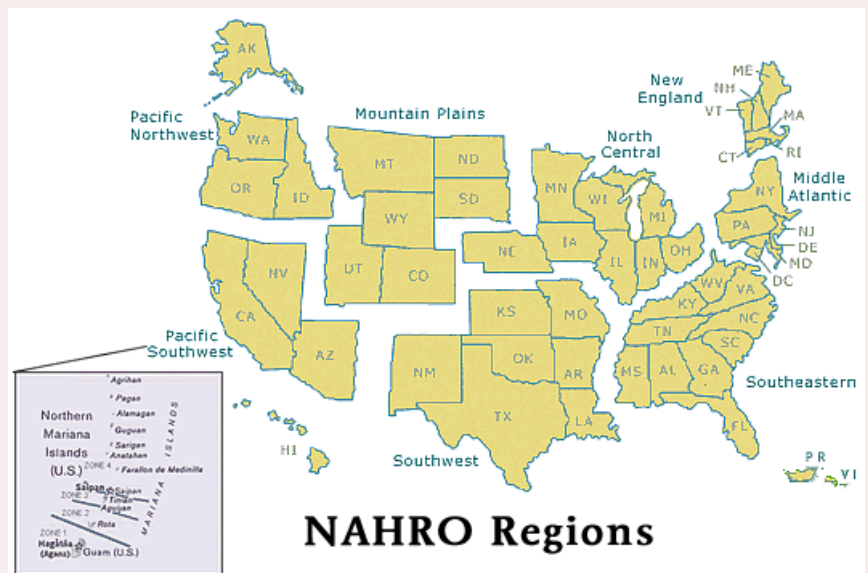 AK
Pacific
Northwest
WA
OR
ID
Mountain Plains
MT
ND
SD
WY
UT
CO
North
Central
MN
WI
MI
IA
NE
IL
IN
OH
New
England
ME
NH
VT
MA
CT
RI
Middle
Atlantic
NY
PA
NJ
DE
MD
DC
Pacific
Southwest
NV
CA
AZ
HI
Southwest
KS
MO
NM
OK
AR
TX
LA
Southeastern
WV
VA
KY
NC
TN
SC
MS
AL
GA
FL
PR
VI
Northern
Mariana
Islands
(U.S.)
Agrihan
Pagan
Alamagan
Guguan
Sarigan
Anatahan
Farallon de Medinilla
ZONE 4
Saipan
Saipan
ZONE 3
Tinian
Aguijan
ZONE 2
Rota
ZONE 1
Hagåtña
(Agana)
Guam (U.S.)
MARIANA ISLANDS
NAHRO Regions